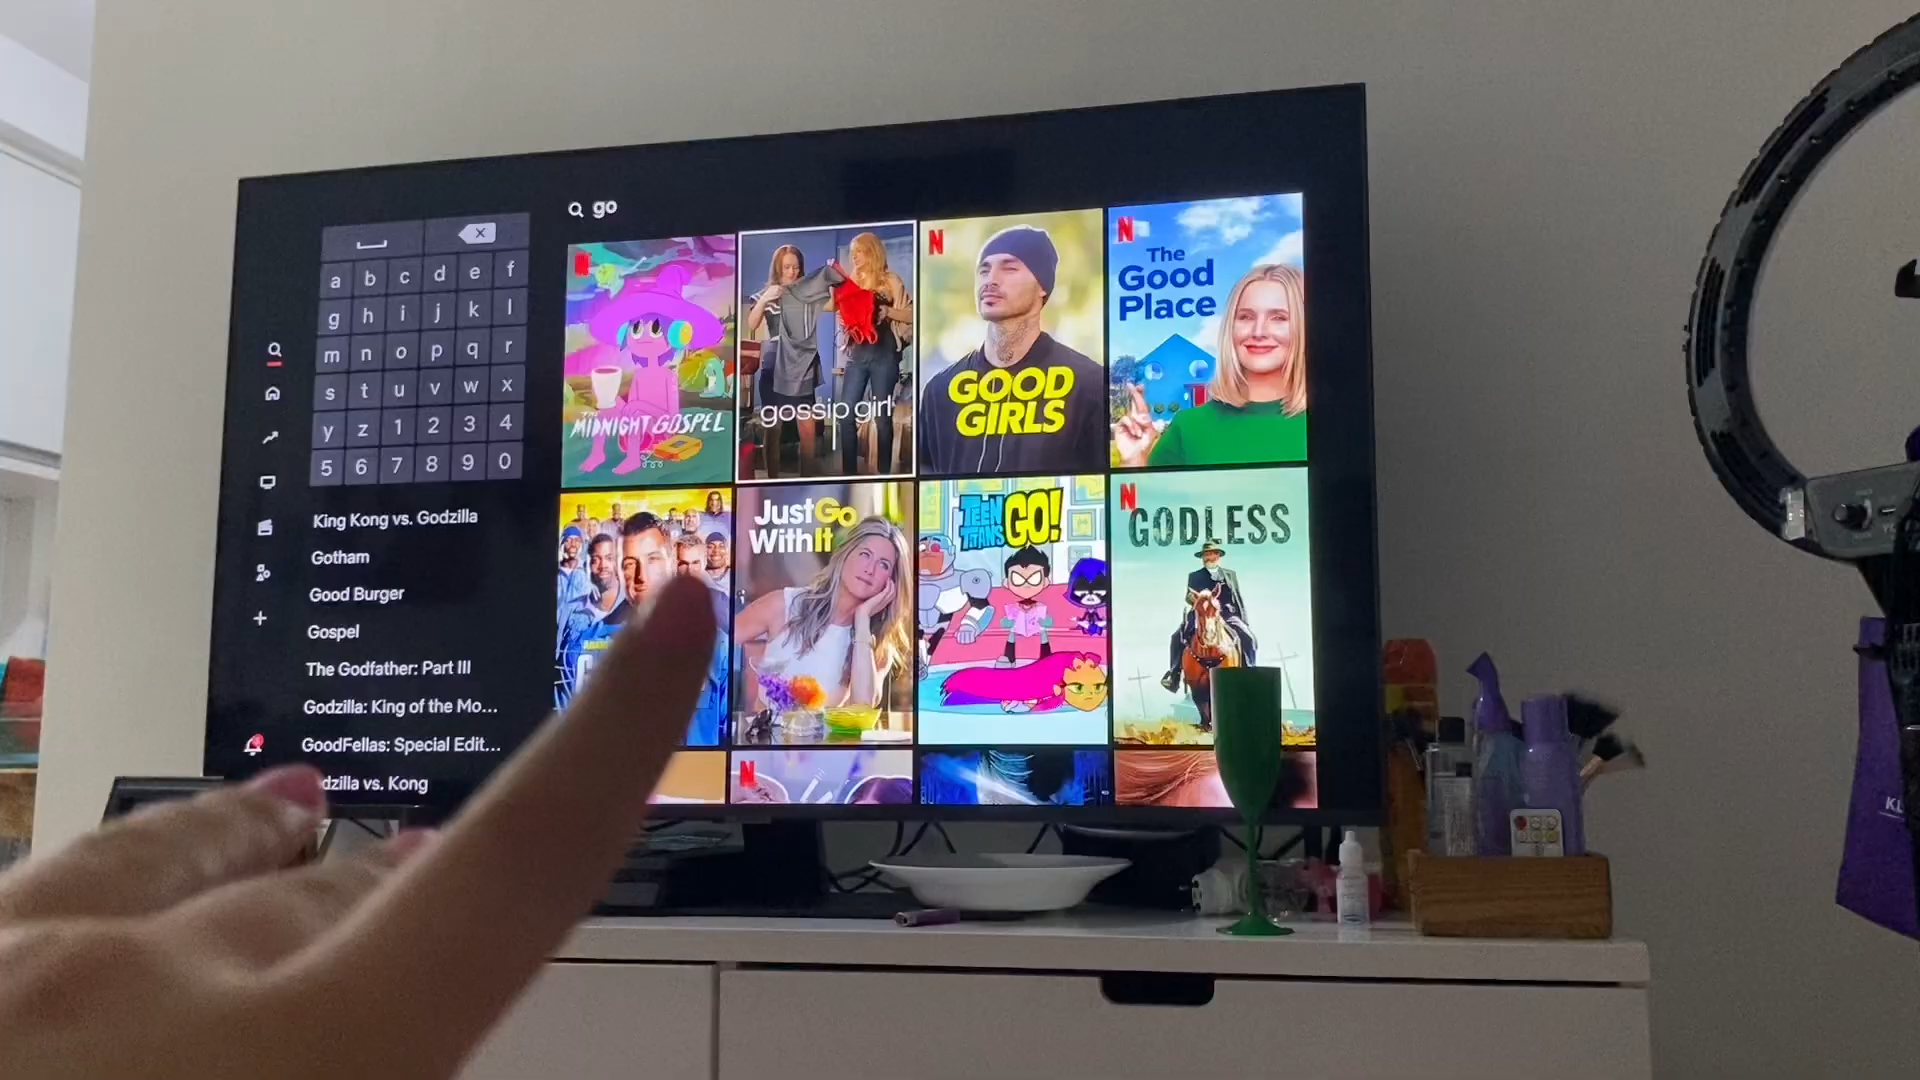 go
a b c d e f
g h i j k l
m n o p q r
s t u v w x
y z 1 2 3 4
5 6 7 8 9 0
King Kong vs. Godzilla
Gotham
Good Burger
Gospel
The Godfather: Part III
Godzilla: King of the Mo...
GoodFellas: Special Edit...
dzilla vs. Kong
N
THE
MIDNIGHT GOSPEL
gossip girl
N
GOOD
GIRLS
N
The
Good
Place
Just Go
With It
TEEN
TITANS GO!
N
GODLESS
N